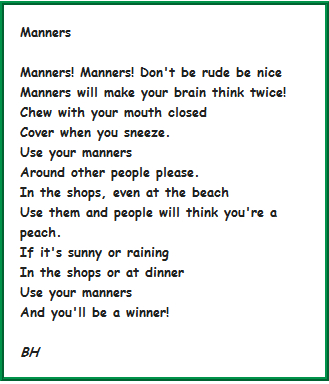 Manners
Manners! Manners! Don't be rude be nice
Manners will make your brain think twice!
Chew with your mouth closed
Cover when you sneeze.
Use your manners
Around other people please.
In the shops, even at the beach
Use them and people will think you're a
peach.
If it's sunny or raining
In the shops or at dinner
Use your manners
And you'll be a winner!
BH